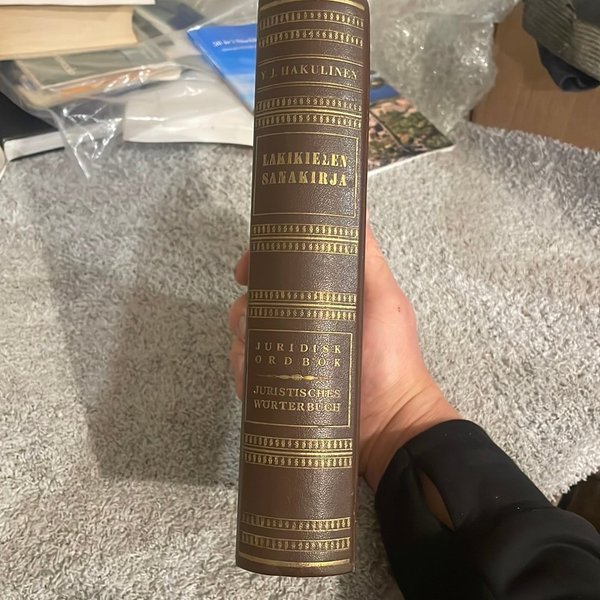 Y. J. HAKULINEN
LAKIKIELEN
SANAKIRJA
JURIDISK
ORDBOK
JURISTISCHES
WÖRTERBUCH